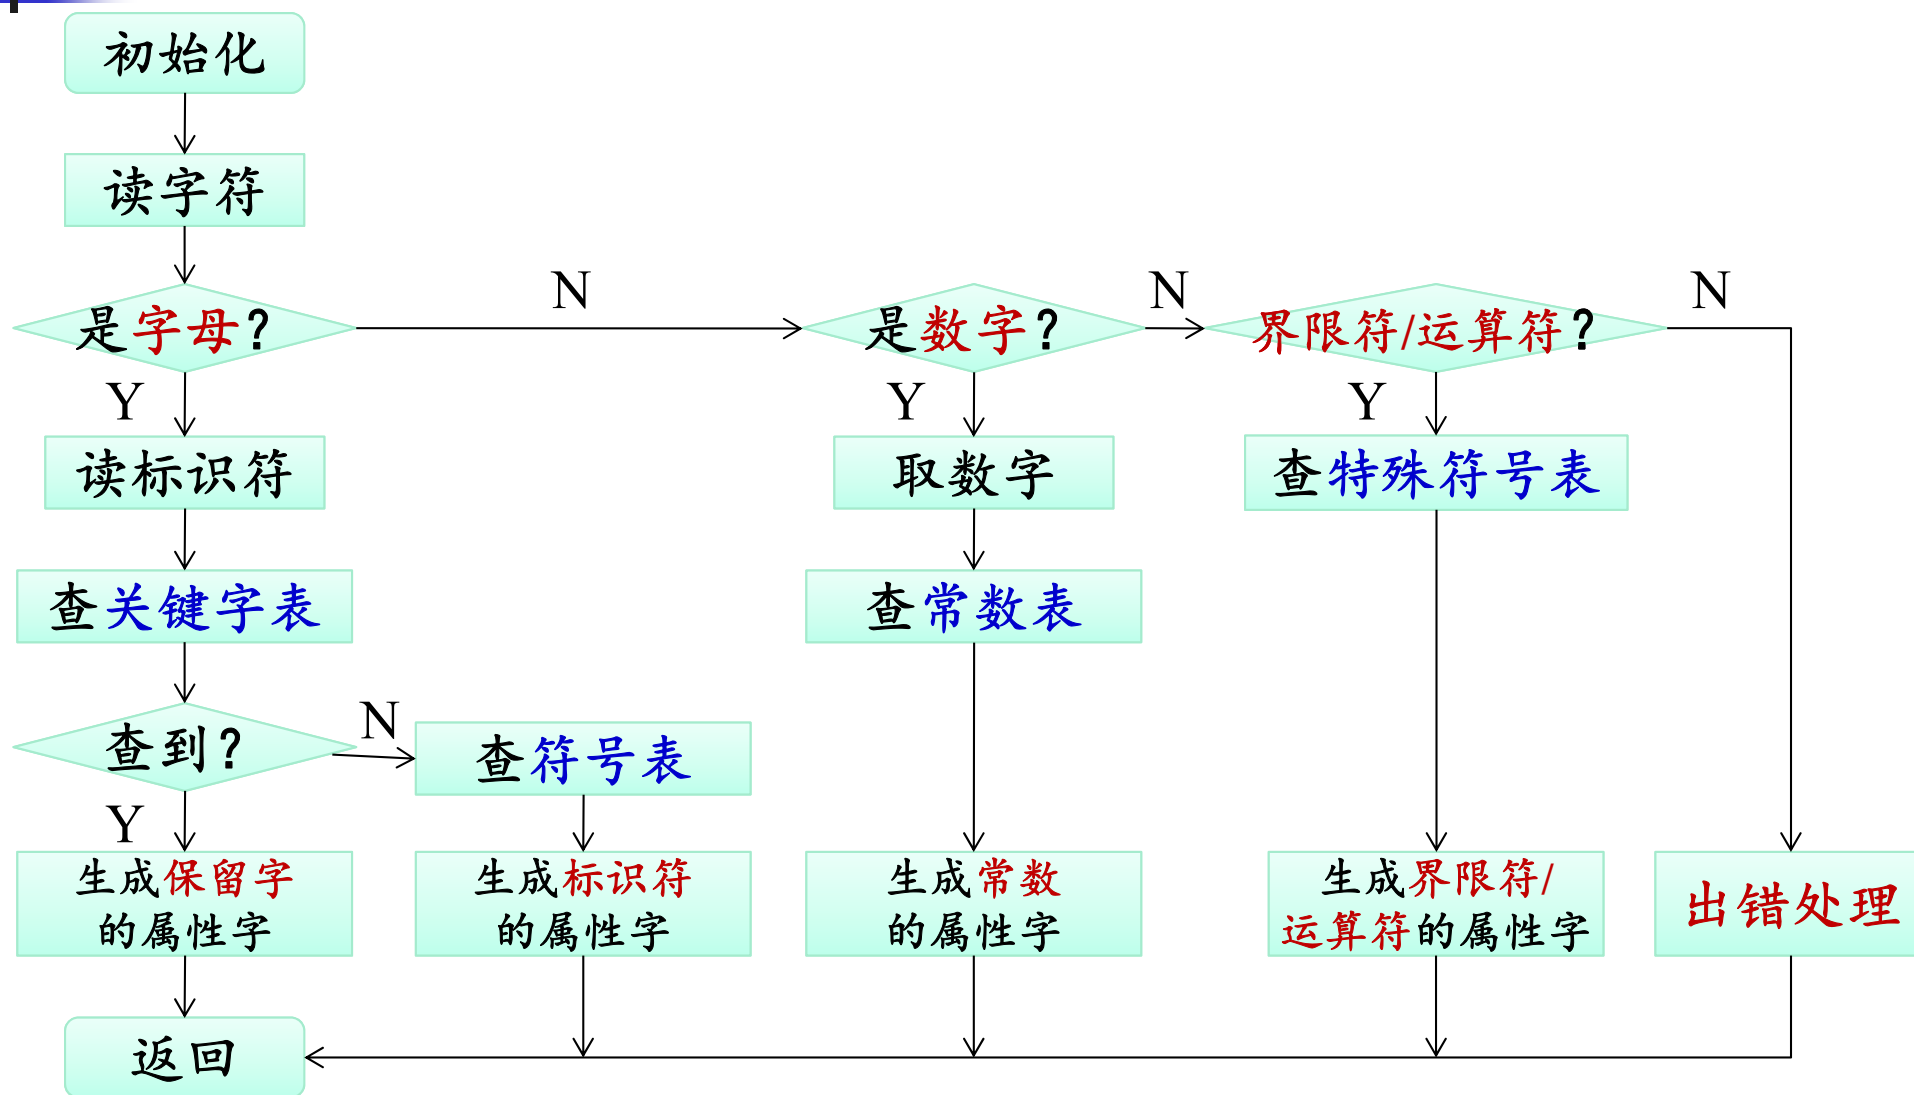 初始化
读字符
是字母?
N
是数字?
N
界限符/运算符?
N
Y
Y
Y
读标识符
取数字
查特殊符号表
查关键字表
查常数表
查到?
N
查符号表
Y
生成保留字
的属性字
生成标识符
的属性字
生成常数
的属性字
生成界限符/
运算符的属性字
出错处理
返回